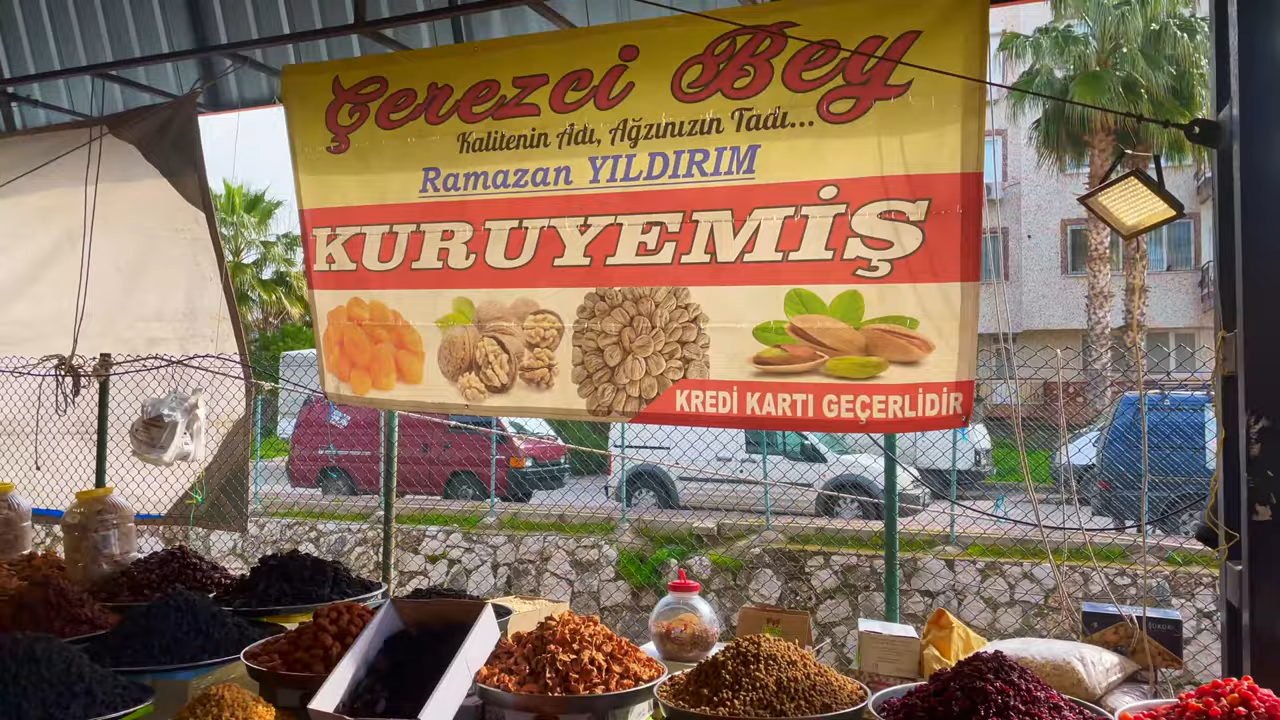 Çerezci Bey
Kalitenin Adı, Ağzınızın Tadı...
Ramazan YILDIRIM
KURUYEMİŞ
KREDİ KARTI GEÇERLİDİR